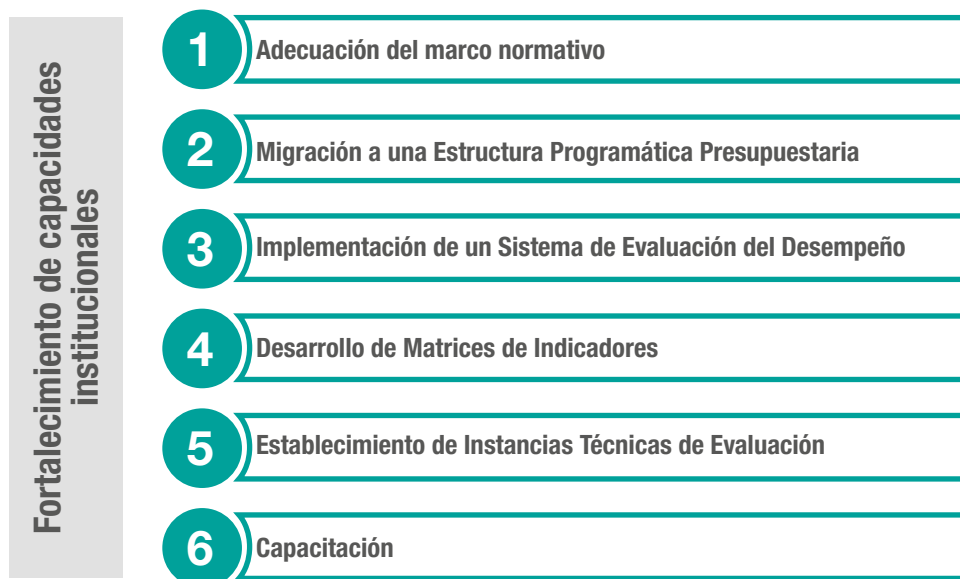 Fortalecimiento de capacidades
institucionales
1 Adecuación del marco normativo
2 Migración a una Estructura Programática Presupuestaria
3 Implementación de un Sistema de Evaluación del Desempeño
4 Desarrollo de Matrices de Indicadores
5 Establecimiento de Instancias Técnicas de Evaluación
6 Capacitación